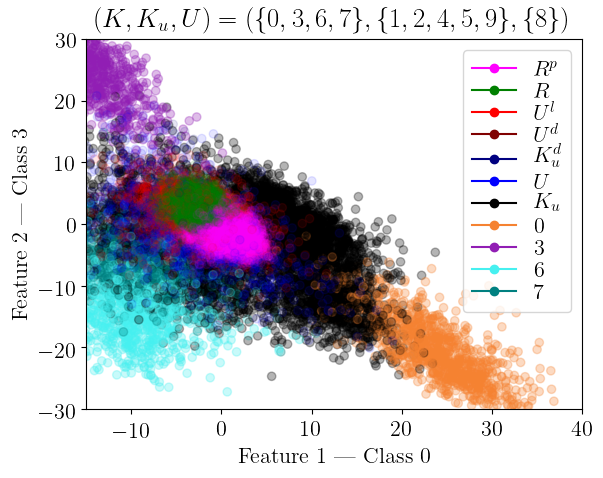 (K, K_u, U) = ({0, 3, 6, 7}, {1, 2, 4, 5, 9}, {8})
30
20
10
0
−10
−20
−30
−10
0
10
20
30
40
Feature 2 — Class 3
Feature 1 — Class 0
R^p
R
U^l
U^d
K_u^d
U
K_u
0
3
6
7